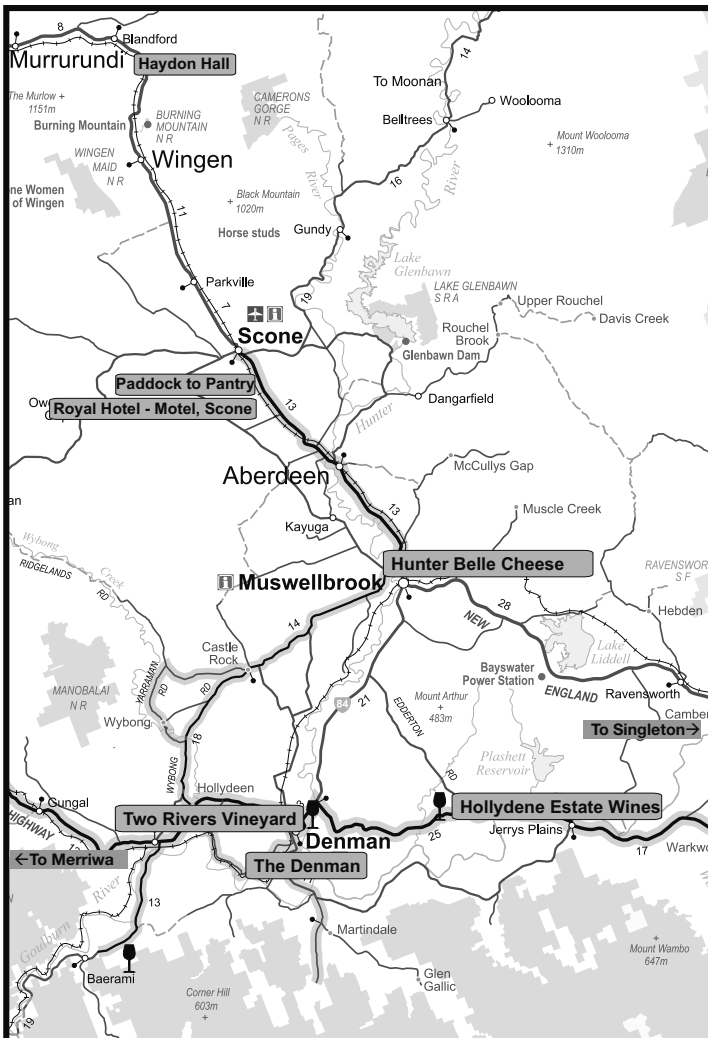 8
Blandford
14
Murrurundi
Haydon Hall
To Moonan
The Murlow +
1151m
CAMERONS
GORGE
N R
Woolooma
Burning Mountain
BURNING
MOUNTAIN
N R
Belltrees
Mount Woolooma
+ 1310m
Pages
River
River
WINGEN
MAID
N R
Wingen
16
one Women
of Wingen
Black Mountain
+ 1020m
11
Horse studs
Gundy
Lake
Glenbawn
Parkville
19
LAKE GLENBAWN
S R A
Upper Rouchel
7
Davis Creek
Scone
Rouchel
Brook
Glenbawn Dam
Paddock to Pantry
Dangarfield
Ow
Royal Hotel - Motel, Scone
13
Hunter
Aberdeen
McCullys Gap
an
13
Muscle Creek
Kayuga
Wybong
Creek
RIDGELANDS
RD
Hunter Belle Cheese
RAVENSWOR
S F
Muswellbrook
28
NEW
Hebden
14
Castle
Rock
Lake
Liddell
YARRAMAN
RD
RD
Bayswater
Power Station
ENGLAND
MANOBALAI
N R
84
21
EDDERTON
RD
Mount Arthur
+ 483m
Ravensworth
Camber
Wybong
To Singleton→
18
WYBONG
Plashett
Reservoir
Hollydeen
Gungal
HIGHWAY
Two Rivers Vineyard
Hollydene Estate Wines
Denman
25
Jerrys Plains
17
Warkwo
←To Merriwa
The Denman
River
Goulburn
13
Martindale
Mount Wambo
647m
Baerami
Glen
Gallic
Corner Hill
603m
+
19